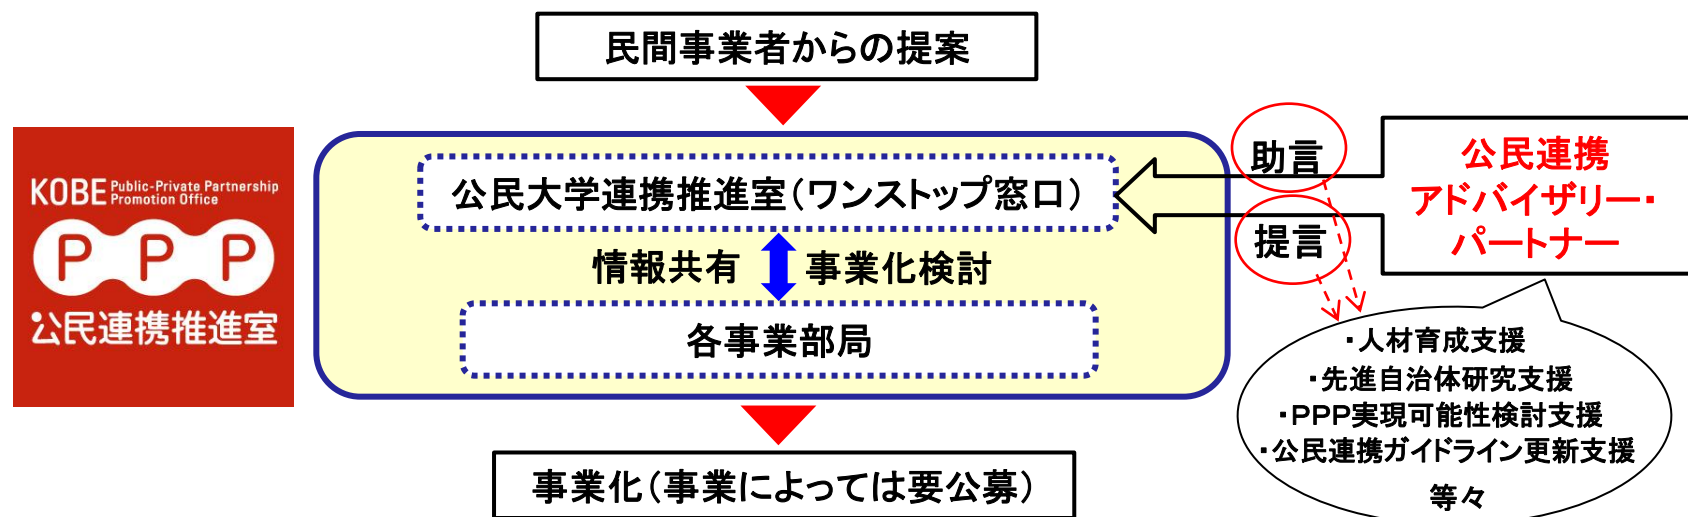 民間事業者からの提案
KOBE Public-Private Partnership Promotion Office
PPP
公民連携推進室
公民大学連携推進室(ワンストップ窓口)
情報共有 事業化検討
各事業部局
事業化(事業によっては要公募)
助言
提言
公民連携
アドバイザリー・
パートナー
・人材育成支援
・先進自治体研究支援
・PPP実現可能性検討支援
・公民連携ガイドライン更新支援
等々